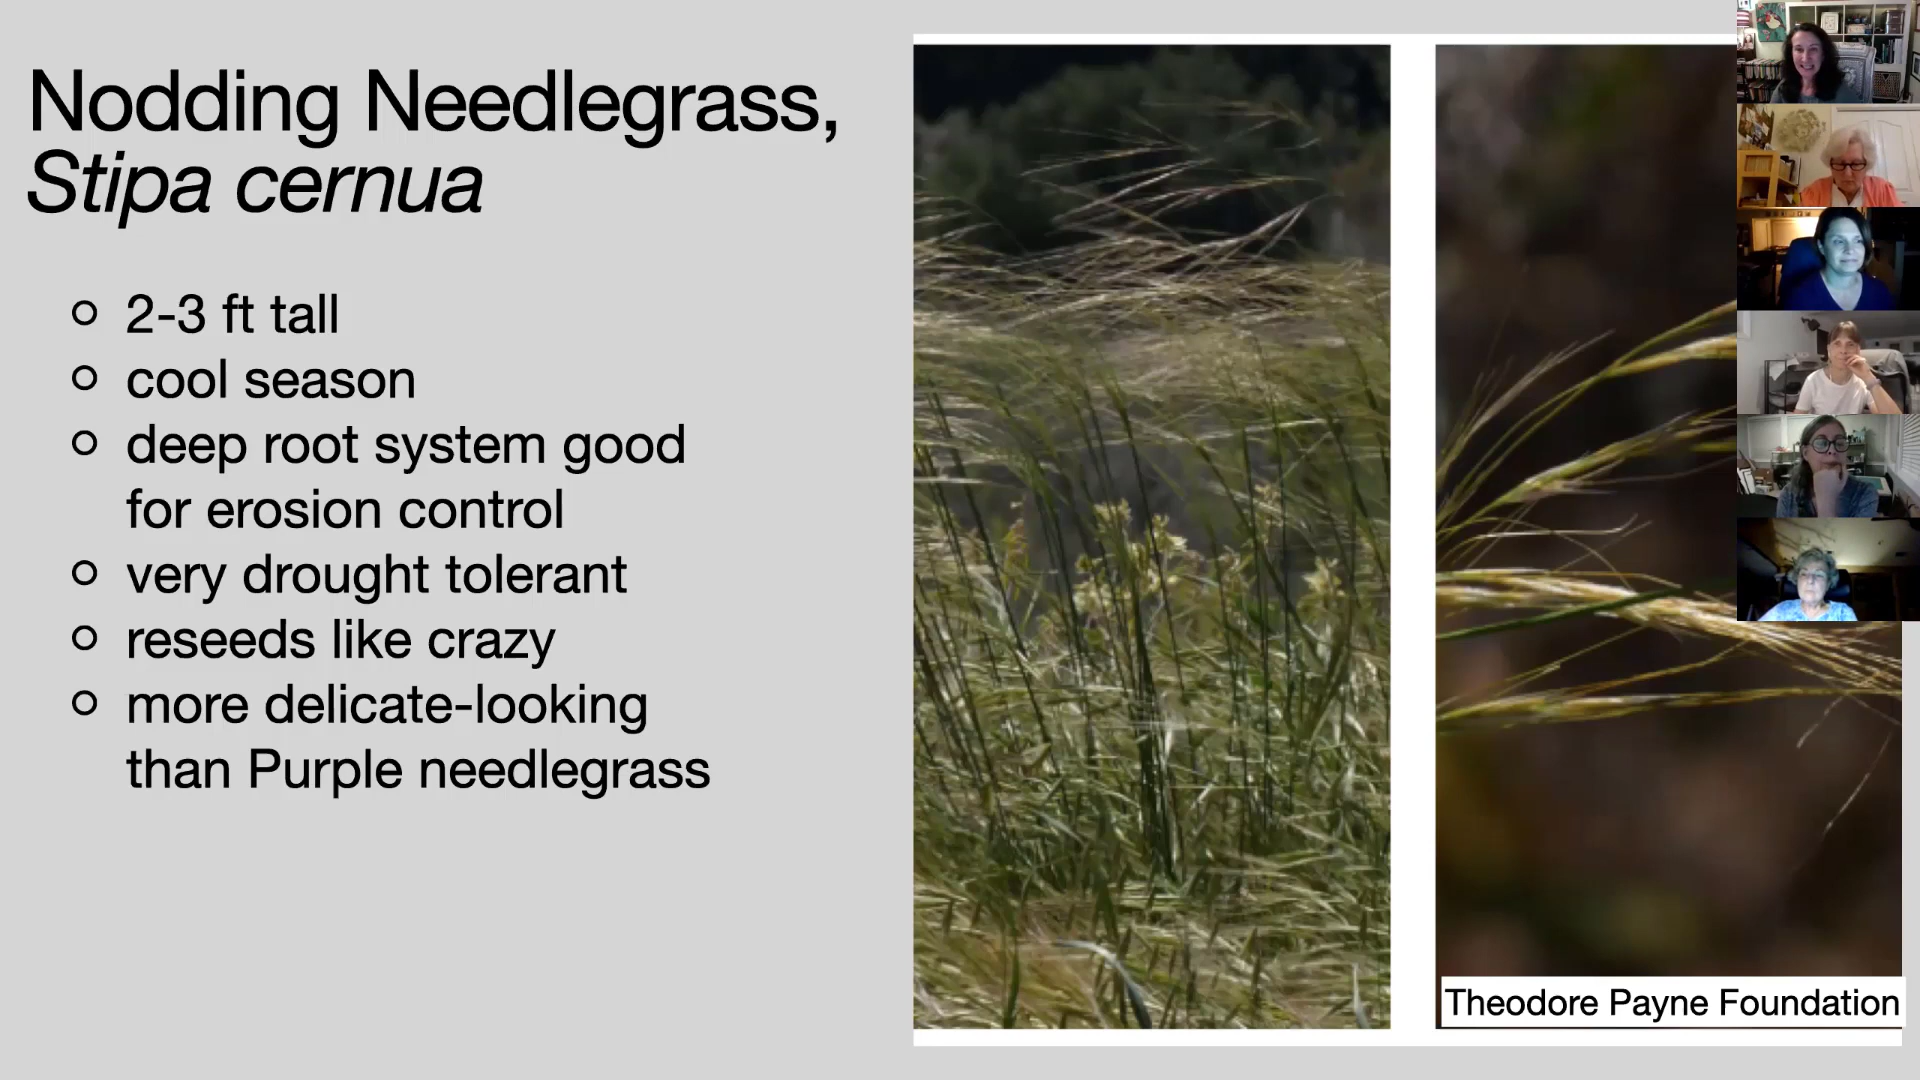 Nodding Needlegrass,
Stipa cernua
2-3 ft tall
cool season
deep root system good
for erosion control
very drought tolerant
reseeds like crazy
more delicate-looking
than Purple needlegrass
Theodore Payne Foundation